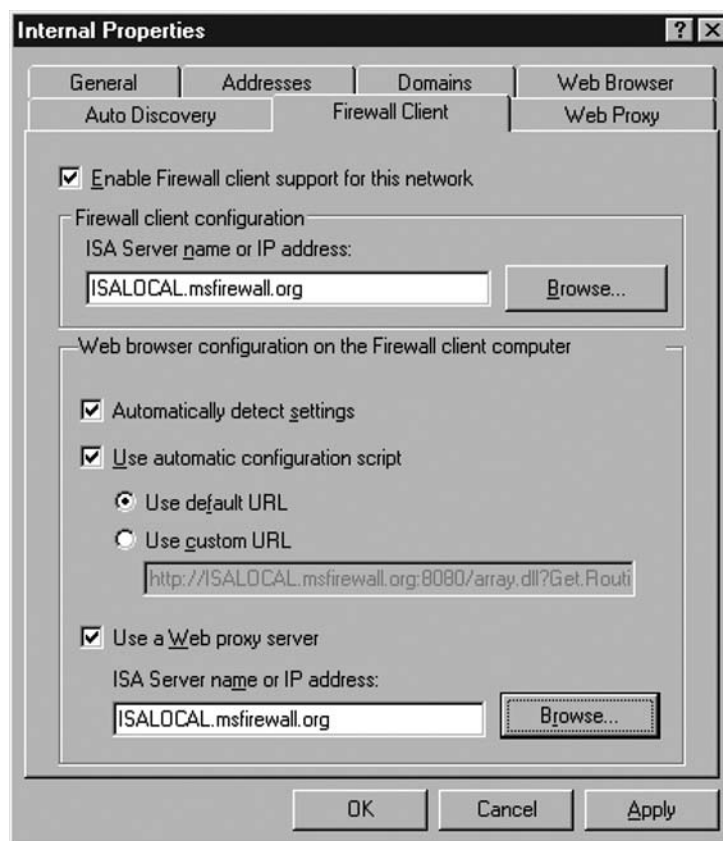 Internal Properties
General Addresses Domains Web Browser
Auto Discovery Firewall Client Web Proxy
Enable Firewall client support for this network
Firewall client configuration
ISA Server name or IP address:
ISALOCAL.msfirewall.org Browse...
Web browser configuration on the Firewall client computer
Automatically detect settings
Use automatic configuration script
Use default URL
Use custom URL
http://ISALOCAL.msfirewall.org:8080/array.dll?Get.Routi
Use a Web proxy server
ISA Server name or IP address:
ISALOCAL.msfirewall.org Browse...
OK Cancel Apply